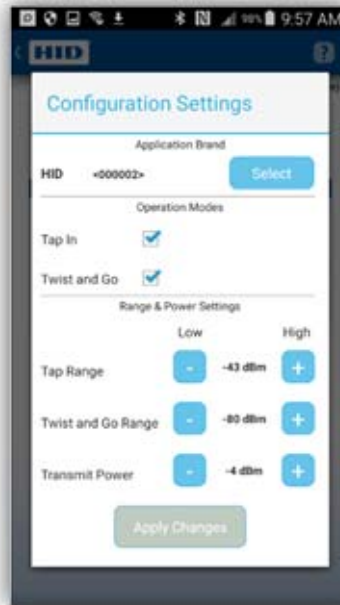 98% 9:57 AM
HID ?
Configuration Settings
Application Brand
HID <000002> Select
Operation Modes
Tap In
Twist and Go
Range & Power Settings
Low High
Tap Range - -43 dBm +
Twist and Go Range - -80 dBm +
Transmit Power - -4 dBm +
Apply Changes